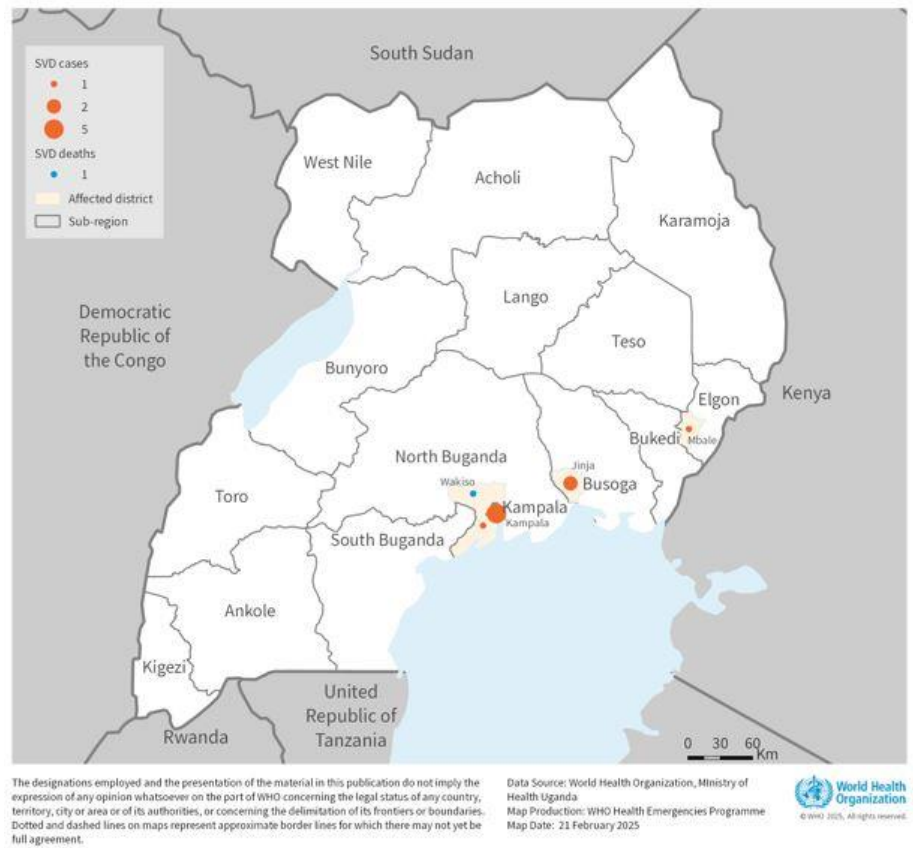 South Sudan
SVD cases
1
2
5
SVD deaths
1
Affected district
Sub-region
West Nile
Acholi
Karamoja
Lango
Democratic
Republic of
the Congo
Teso
Bunyoro
Kenya
Elgon
Bukedi
Mbale
North Buganda
Jinja
Wakiso
Busoga
Toro
Kampala
Kampala
South Buganda
Ankole
Kigezi
United
Republic of
Tanzania
Rwanda
0 30 60
Km
The designations employed and the presentation of the material in this publication do not imply the
expression of any opinion whatsoever on the part of WHO concerning the legal status of any country,
territory, city or area or of its authorities, or concerning the delimitation of its frontiers or boundaries.
Dotted and dashed lines on maps represent approximate border lines for which there may not yet be
full agreement.
Data Source: World Health Organization, MInistry of
Health Uganda
Map Production: WHO Health Emergencies Programme
Map Date: 21 February 2025
World Health
Organization
© WHO 2025, All rights reserved.